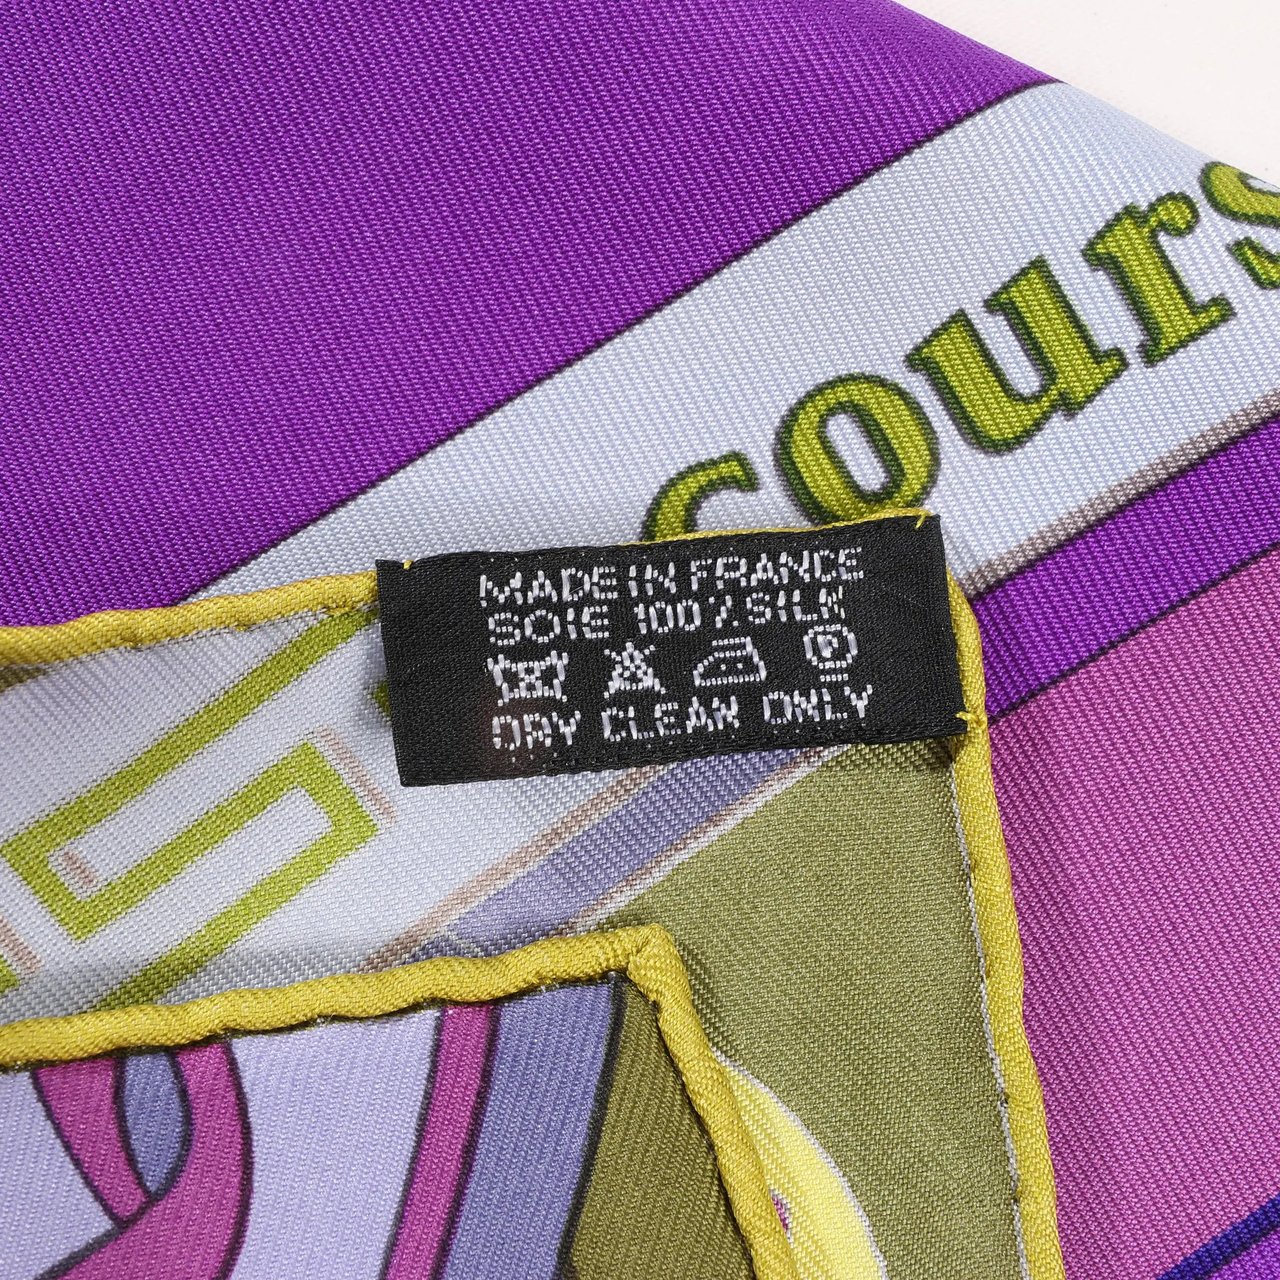 cours
MADE IN FRANCE
SOIE 100% SILK
P
DRY CLEAN ONLY